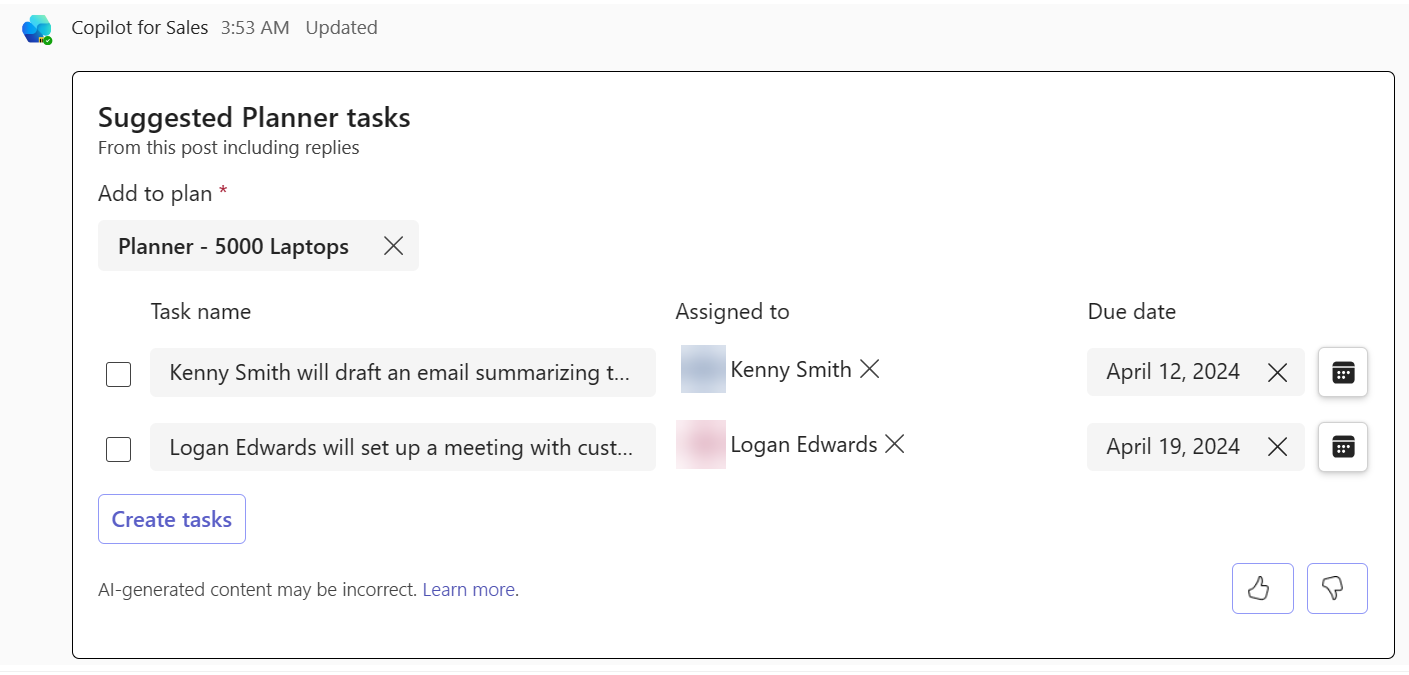 Copilot for Sales 3:53 AM Updated
Suggested Planner tasks
From this post including replies
Add to plan *
Planner - 5000 Laptops
Task name Assigned to Due date
Kenny Smith will draft an email summarizing t... Kenny Smith April 12, 2024
Logan Edwards will set up a meeting with cust... Logan Edwards April 19, 2024
Create tasks
AI-generated content may be incorrect. Learn more.